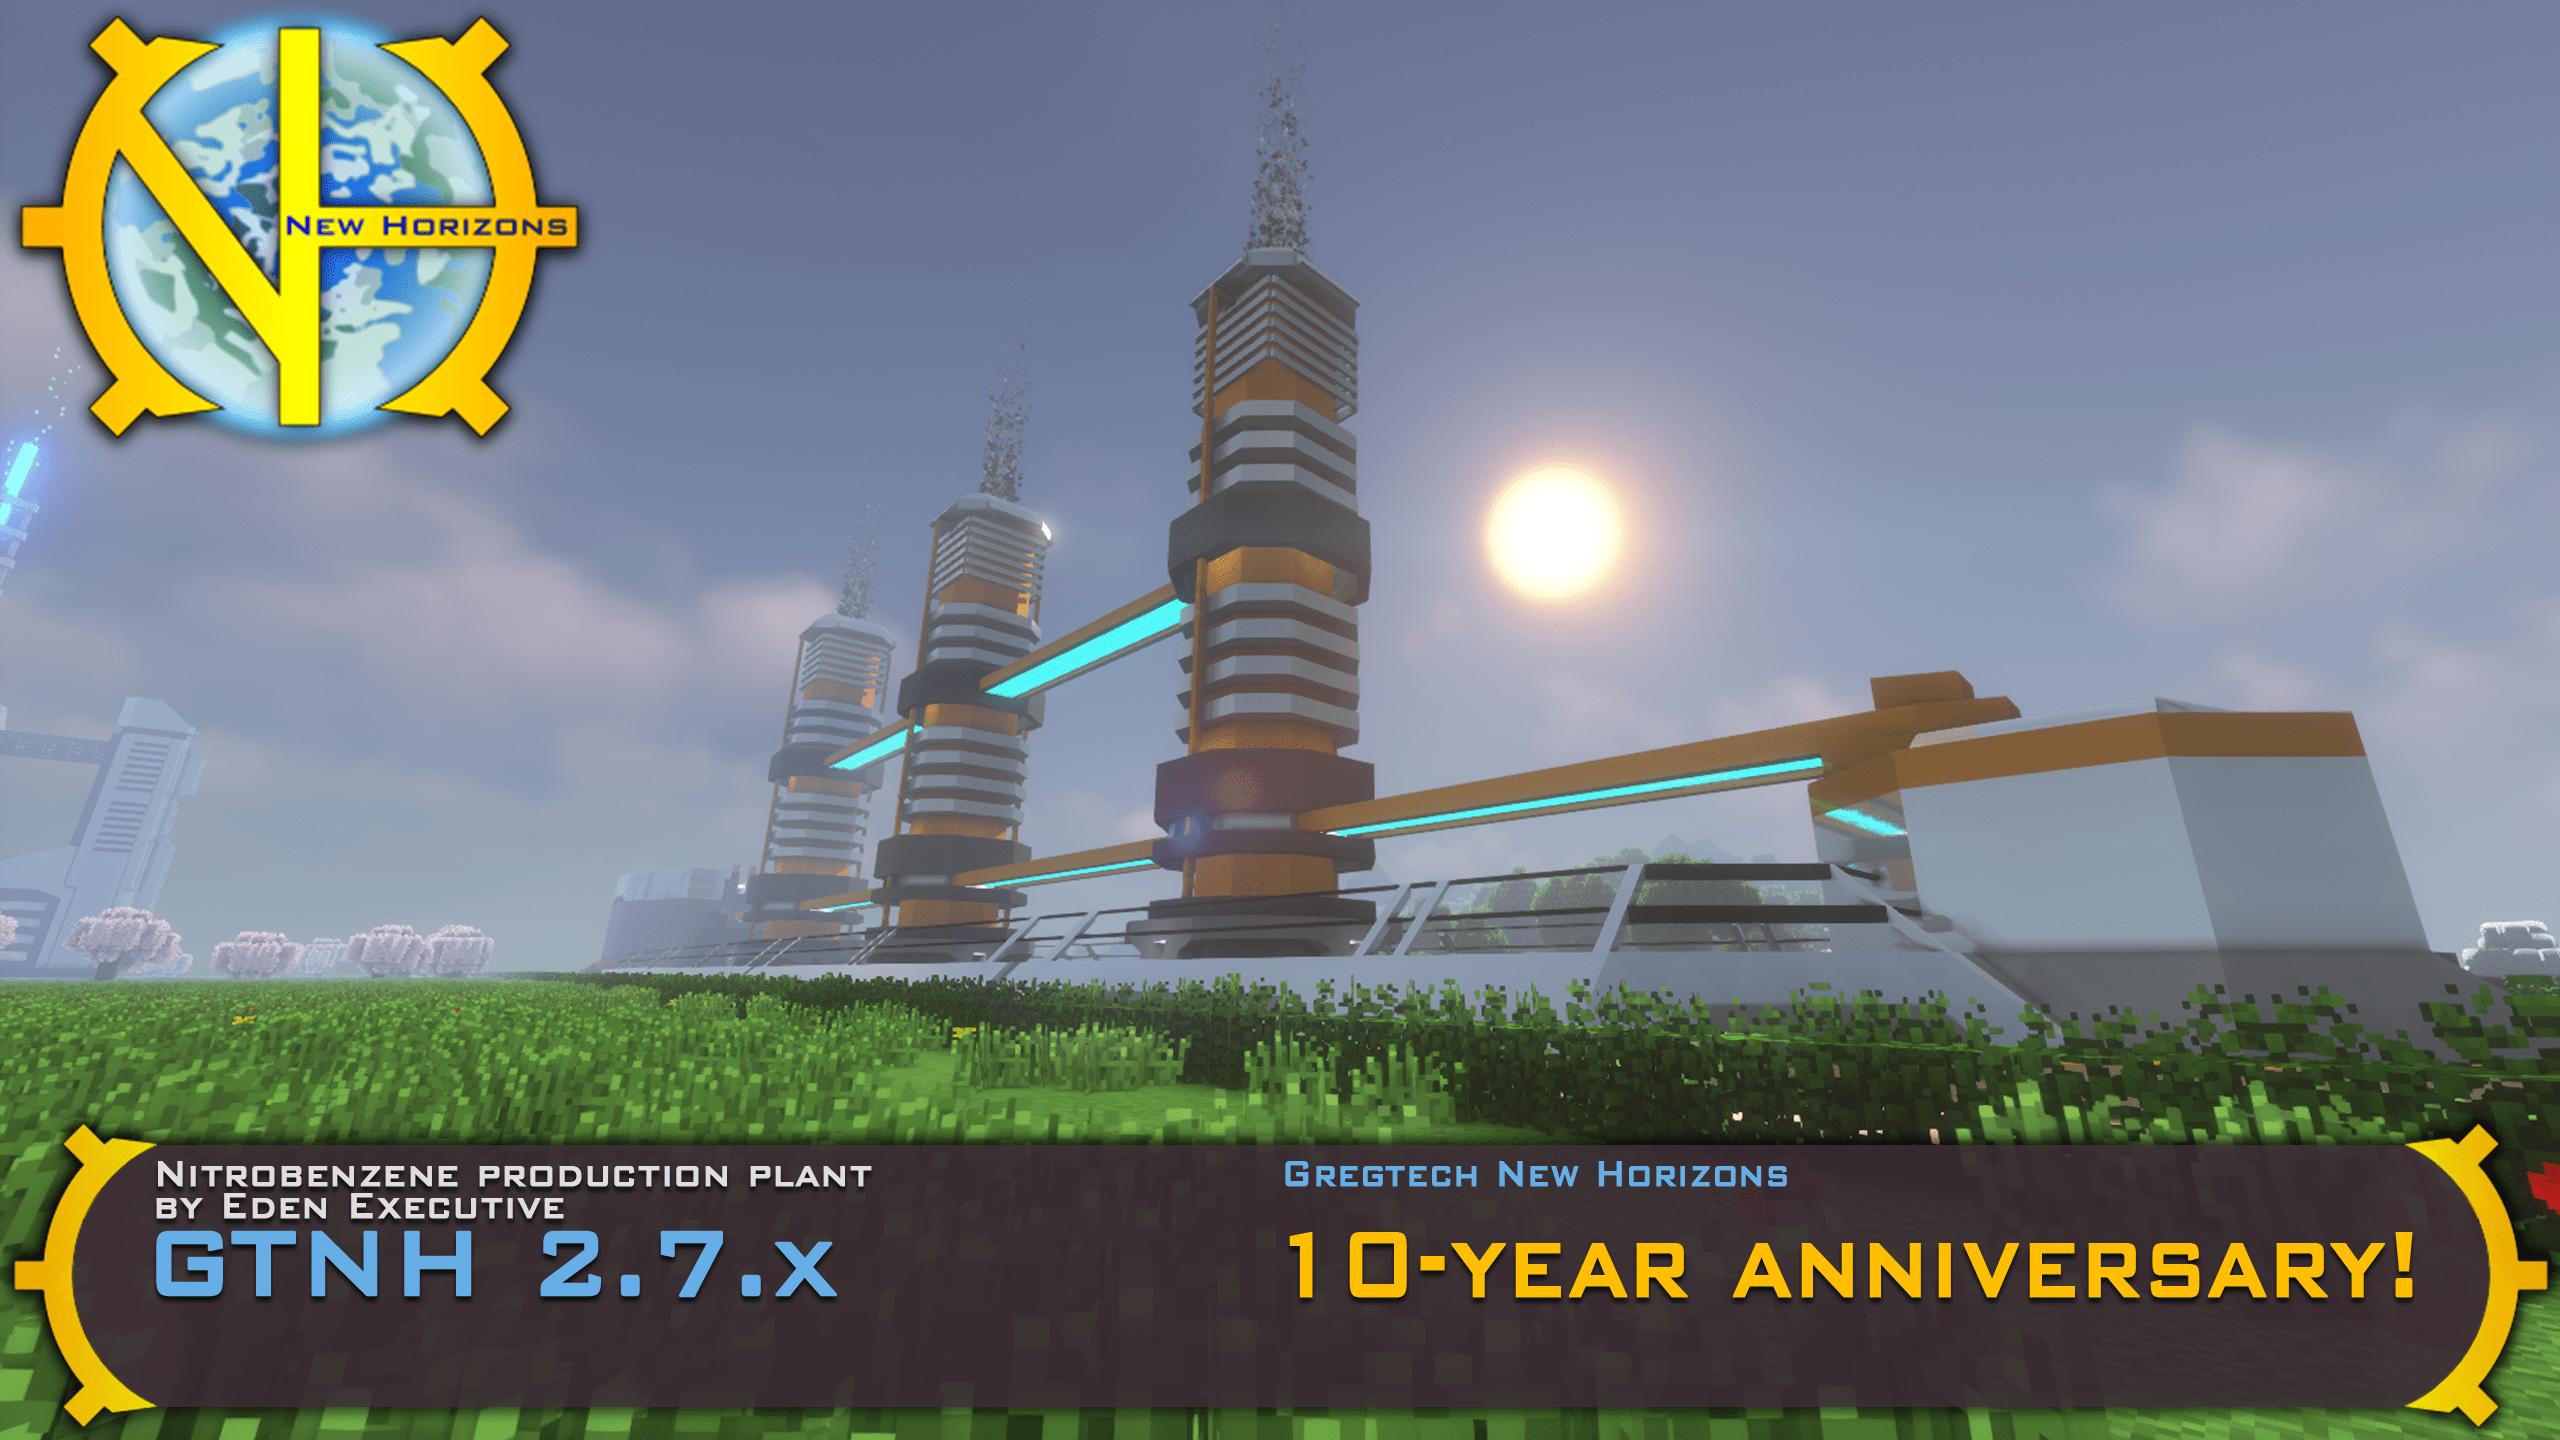 New Horizons
Nitrobenzene production plant
by Eden Executive
GTNH 2.7.x
Gregtech New Horizons
10-year anniversary!